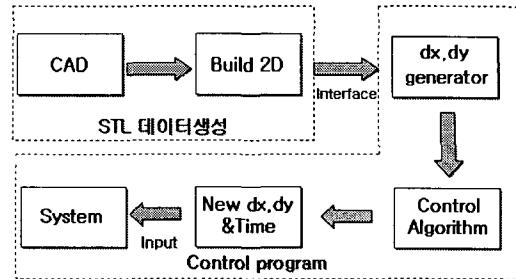 CAD
Build 2D
Interface
dx,dy
generator
STL 데이터생성
System
Input
New dx,dy
&Time
Control
Algorithm
Control program